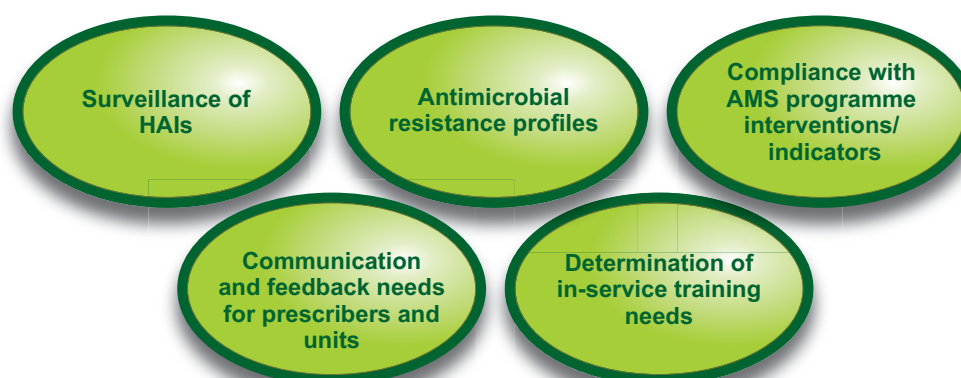 Surveillance of
HAIs
Antimicrobial
resistance profiles
Compliance with
AMS programme
interventions/
indicators
Communication
and feedback needs
for prescribers and
units
Determination of
in-service training
needs